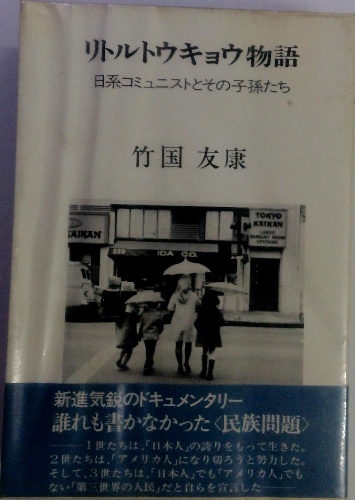 リトルトウキョウ物語
日系コミュニストとその子孫たち
竹国 友康
KAIKAN
TOKYO
KAIKAN
LARGE
BANQUET ROOM
UPSTAIRS
339
IDA CO.
新進気鋭のドキュメンタリー
誰れも書かなかった〈民族問題〉
――1世たちは、「日本人」の誇りをもって生きた。
2世たちは、「アメリカ人」になり切ろうと努力した。
そして、3世たちは、「日本人」でも「アメリカ人」でも
ない「第三世界の人民」だと自らを宣言した――